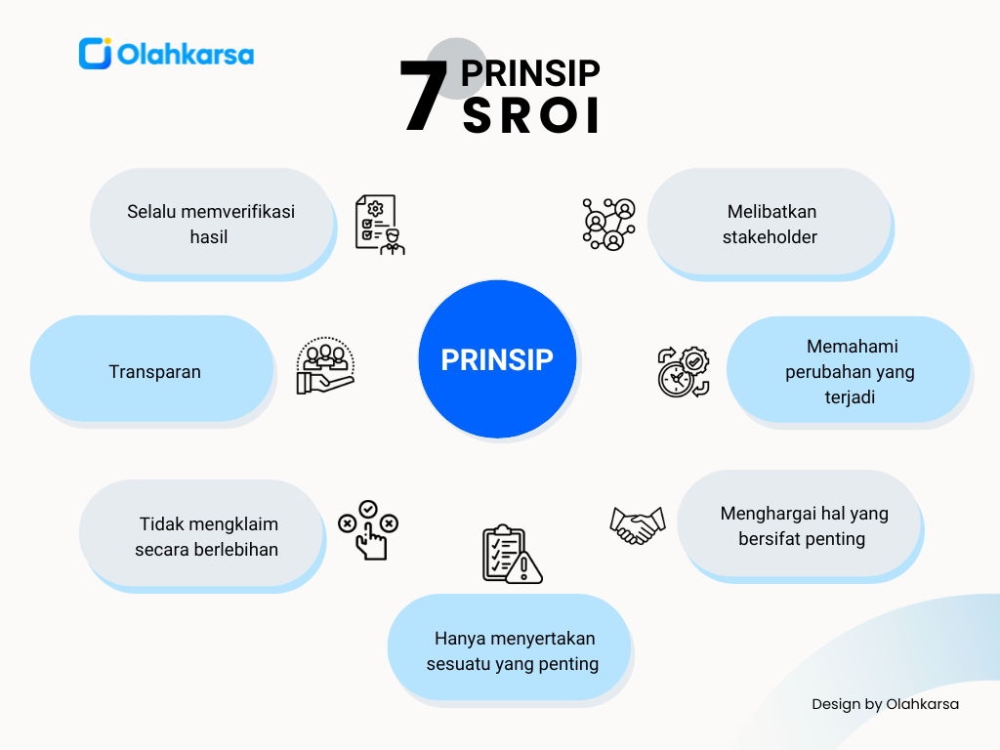 Olahkarsa
7 PRINSIP
SROI
Selalu memverifikasi
hasil
Melibatkan
stakeholder
Transparan
PRINSIP
Memahami
perubahan yang
terjadi
Tidak mengklaim
secara berlebihan
Menghargai hal yang
bersifat penting
Hanya menyertakan
sesuatu yang penting
Design by Olahkarsa